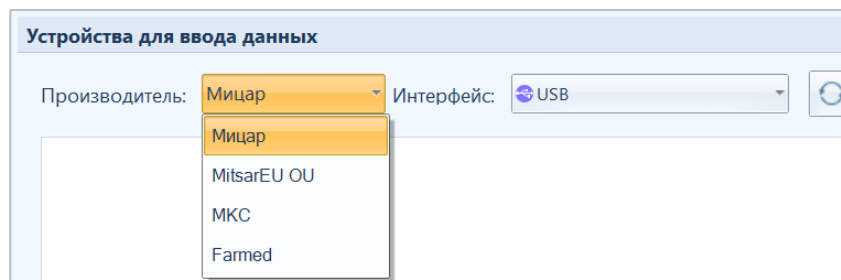 Устройства для ввода данных
Производитель: Мицар Интерфейс: USB
Мицар
MitsarEU OU
МКС
Farmed